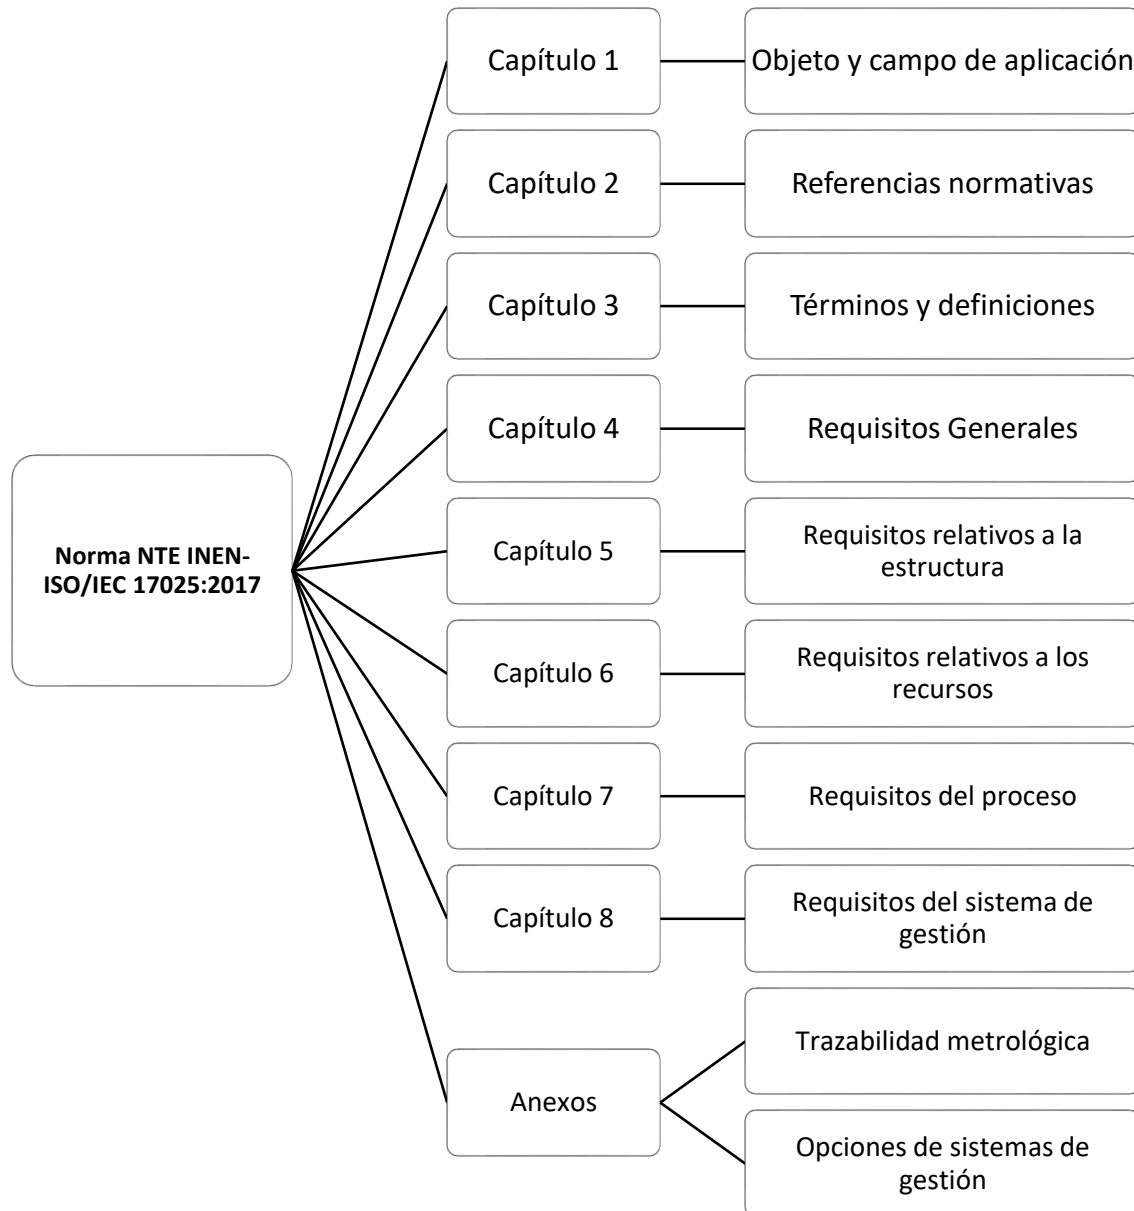 Capítulo 1
Objeto y campo de aplicación
Capítulo 2
Referencias normativas
Capítulo 3
Términos y definiciones
Capítulo 4
Requisitos Generales
Norma NTE INEN-
ISO/IEC 17025:2017
Capítulo 5
Requisitos relativos a la
estructura
Capítulo 6
Requisitos relativos a los
recursos
Capítulo 7
Requisitos del proceso
Capítulo 8
Requisitos del sistema de
gestión
Anexos
Trazabilidad metrológica
Opciones de sistemas de
gestión